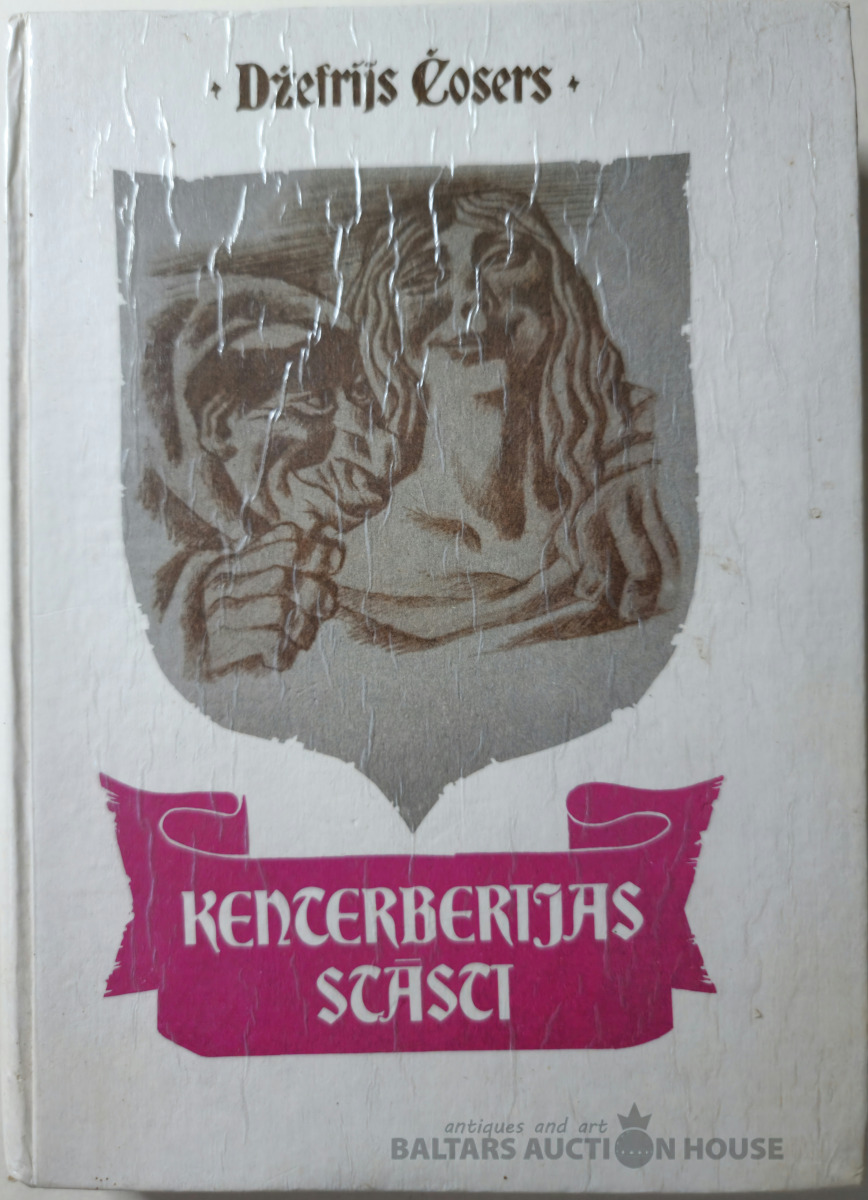 · Džefrijs Čosers ·
KENTERBERIJAS
STĀSTI
antiques and art
BALTARS AUCTION HOUSE